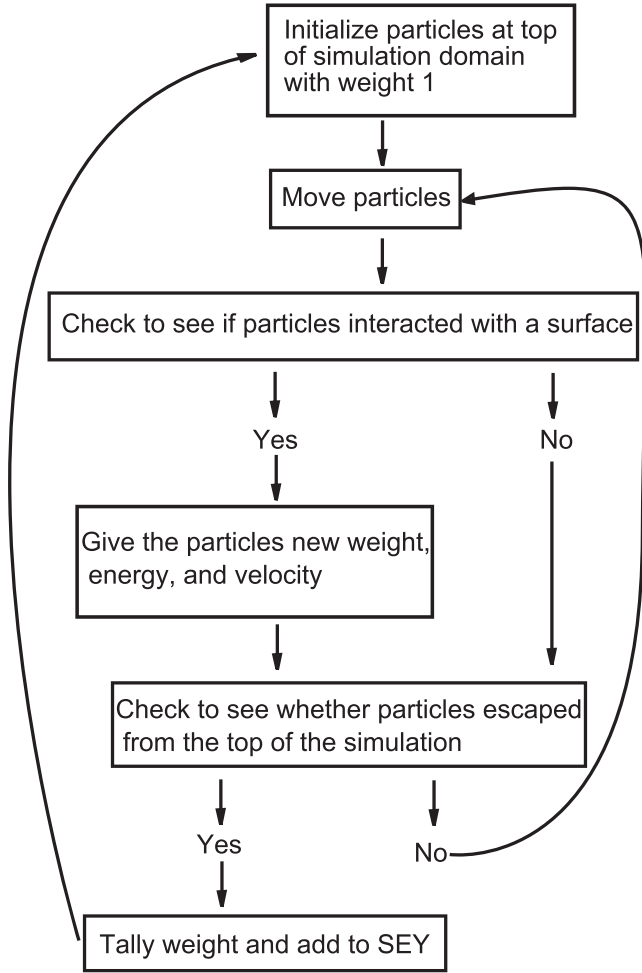 Initialize particles at top
of simulation domain
with weight 1
Move particles
Check to see if particles interacted with a surface
Yes
No
Give the particles new weight,
energy, and velocity
Check to see whether particles escaped
from the top of the simulation
Yes
No
Tally weight and add to SEY